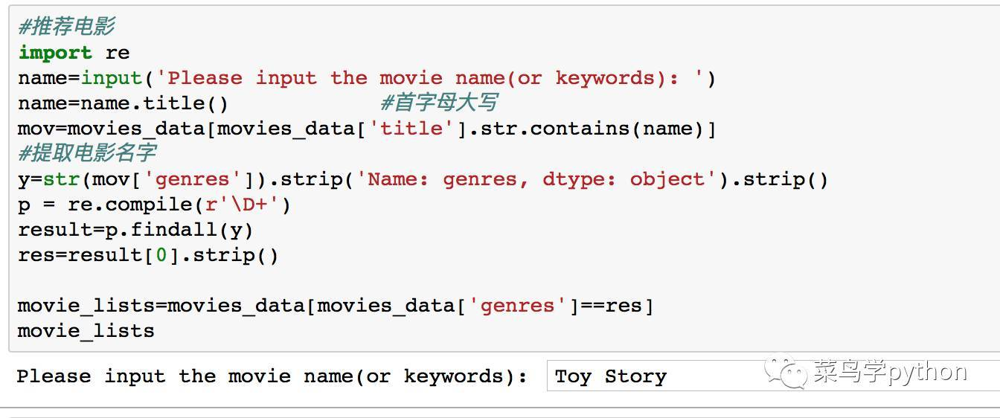 #推荐电影
import re
name=input('Please input the movie name(or keywords): ')
name=name.title()            #首字母大写
mov=movies_data[movies_data['title'].str.contains(name)]
#提取电影名字
y=str(mov['genres']).strip('Name: genres, dtype: object').strip()
p = re.compile(r'\D+')
result=p.findall(y)
res=result[0].strip()
movie_lists=movies_data[movies_data['genres']==res]
movie_lists
Please input the movie name(or keywords): Toy Story
菜鸟学python